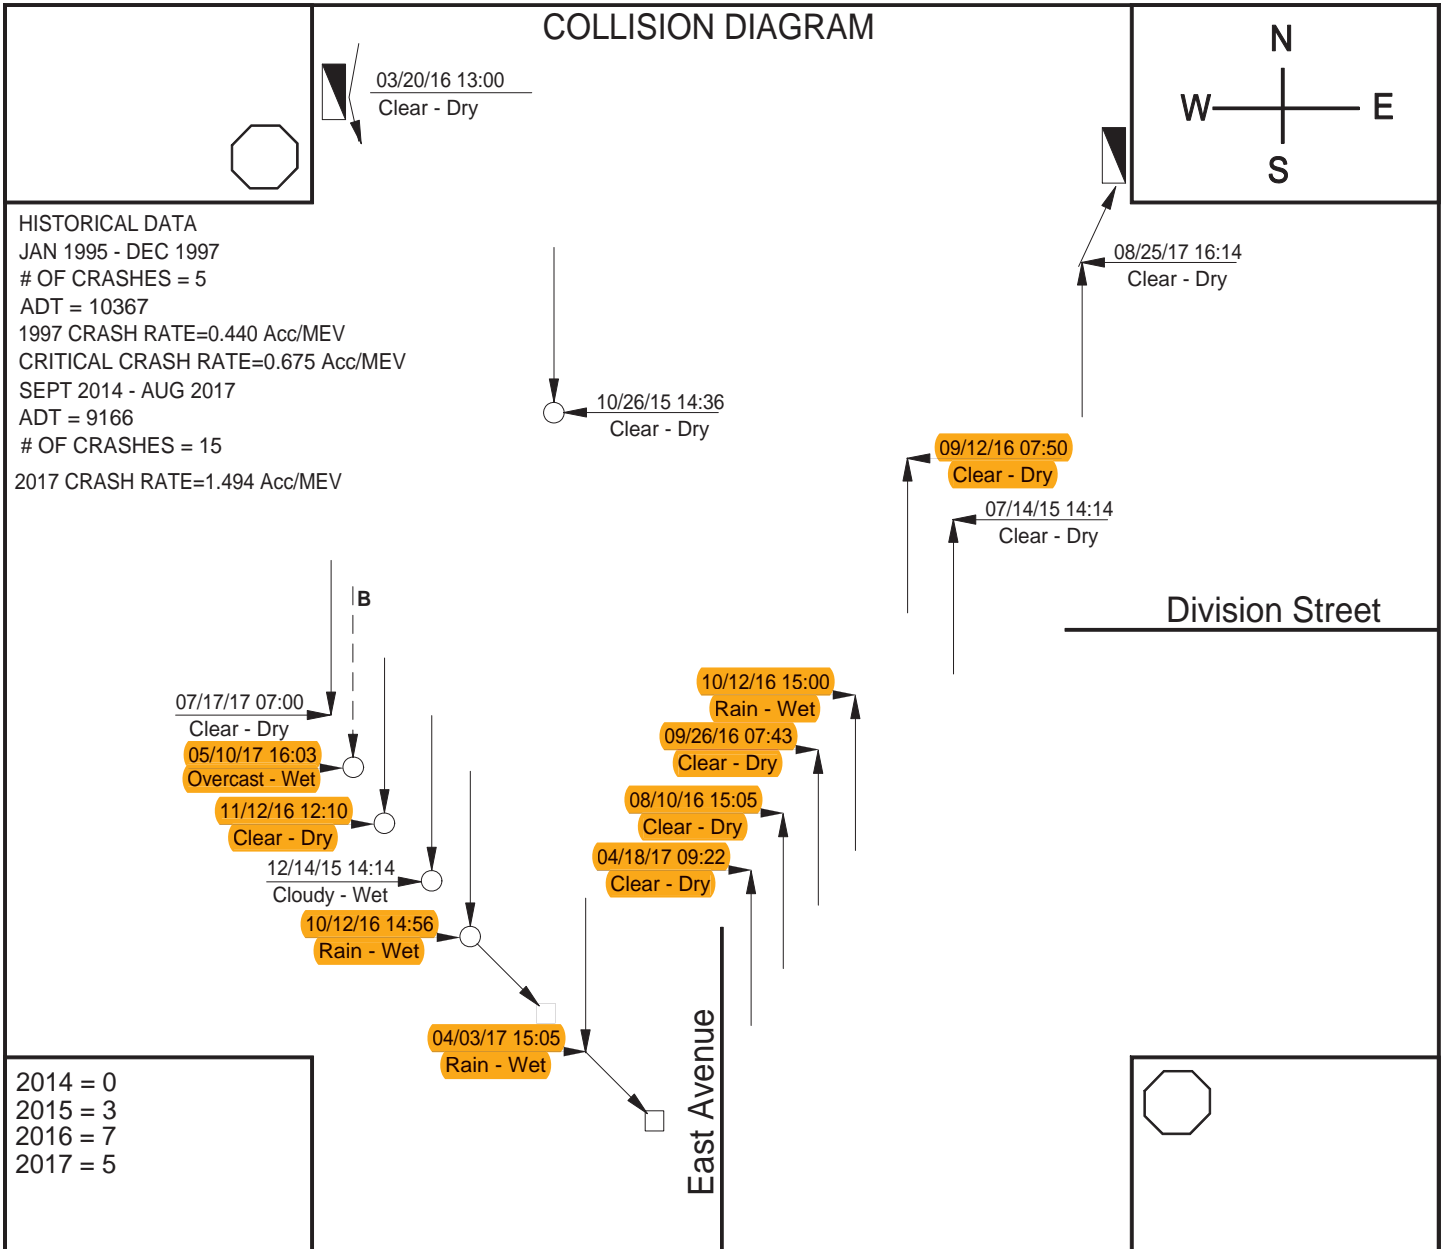 COLLISION DIAGRAM
03/20/16 13:00
Clear - Dry
N
W
E
S
HISTORICAL DATA
JAN 1995 - DEC 1997
# OF CRASHES = 5
ADT = 10367
1997 CRASH RATE=0.440 Acc/MEV
CRITICAL CRASH RATE=0.675 Acc/MEV
SEPT 2014 - AUG 2017
ADT = 9166
# OF CRASHES = 15
2017 CRASH RATE=1.494 Acc/MEV
08/25/17 16:14
Clear - Dry
10/26/15 14:36
Clear - Dry
09/12/16 07:50
Clear - Dry
07/14/15 14:14
Clear - Dry
B
Division Street
07/17/17 07:00
Clear - Dry
05/10/17 16:03
Overcast - Wet
11/12/16 12:10
Clear - Dry
12/14/15 14:14
Cloudy - Wet
10/12/16 14:56
Rain - Wet
04/03/17 15:05
Rain - Wet
10/12/16 15:00
Rain - Wet
09/26/16 07:43
Clear - Dry
08/10/16 15:05
Clear - Dry
04/18/17 09:22
Clear - Dry
East Avenue
2014 = 0
2015 = 3
2016 = 7
2017 = 5